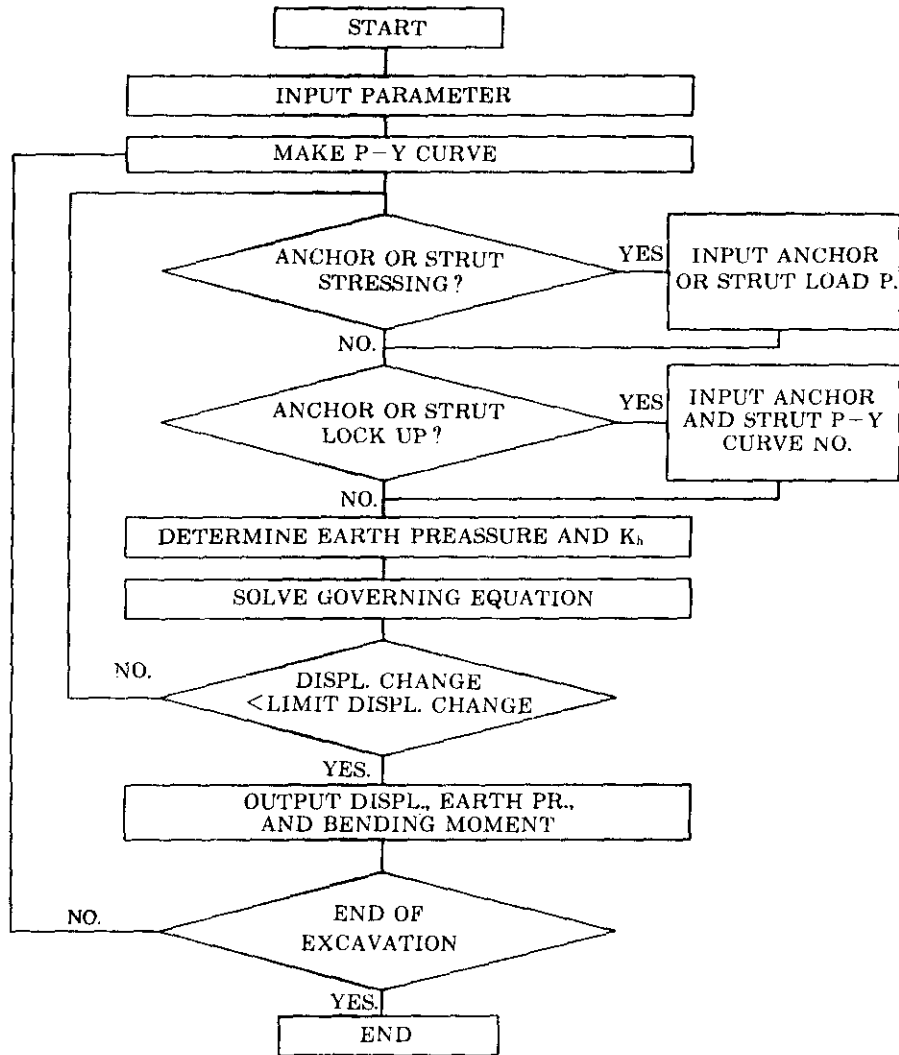 START
INPUT PARAMETER
MAKE P-Y CURVE
ANCHOR OR STRUT
STRESSING?
YES
INPUT ANCHOR
OR STRUT LOAD P.
NO.
ANCHOR OR STRUT
LOCK UP?
YES
INPUT ANCHOR
AND STRUT P-Y
CURVE NO.
NO.
DETERMINE EARTH PREASSURE AND Kh
SOLVE GOVERNING EQUATION
NO.
DISPL. CHANGE
<LIMIT DISPL. CHANGE
YES.
OUTPUT DISPL., EARTH PR.,
AND BENDING MOMENT
NO.
END OF
EXCAVATION
YES.
END